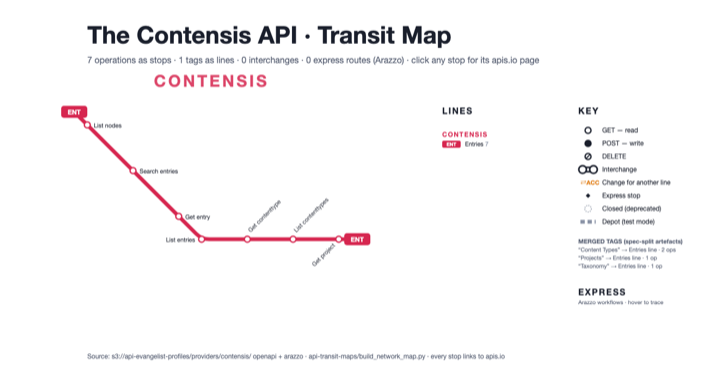 The Contensis API · Transit Map
7 operations as stops · 1 tags as lines · 0 interchanges · 0 express routes (Arazzo) · click any stop for its apis.io page
CONTENSIS
ENT
List nodes
Search entries
Get entry
List entries
Get contenttype
List contenttypes
Get project
ENT
LINES
CONTENSIS
ENT Entries 7
KEY
GET — read
POST — write
DELETE
Interchange
Change for another line
Express stop
Closed (deprecated)
Depot (test mode)
MERGED TAGS (spec-split artefacts)
"Content Types" → Entries line · 2 ops
"Projects" → Entries line · 1 op
"Taxonomy" → Entries line · 1 op
EXPRESS
Arazzo workflows · hover to trace
Source: s3://api-evangelist-profiles/providers/contensis/ openapi + arazzo · api-transit-maps/build_network_map.py · every stop links to apis.io